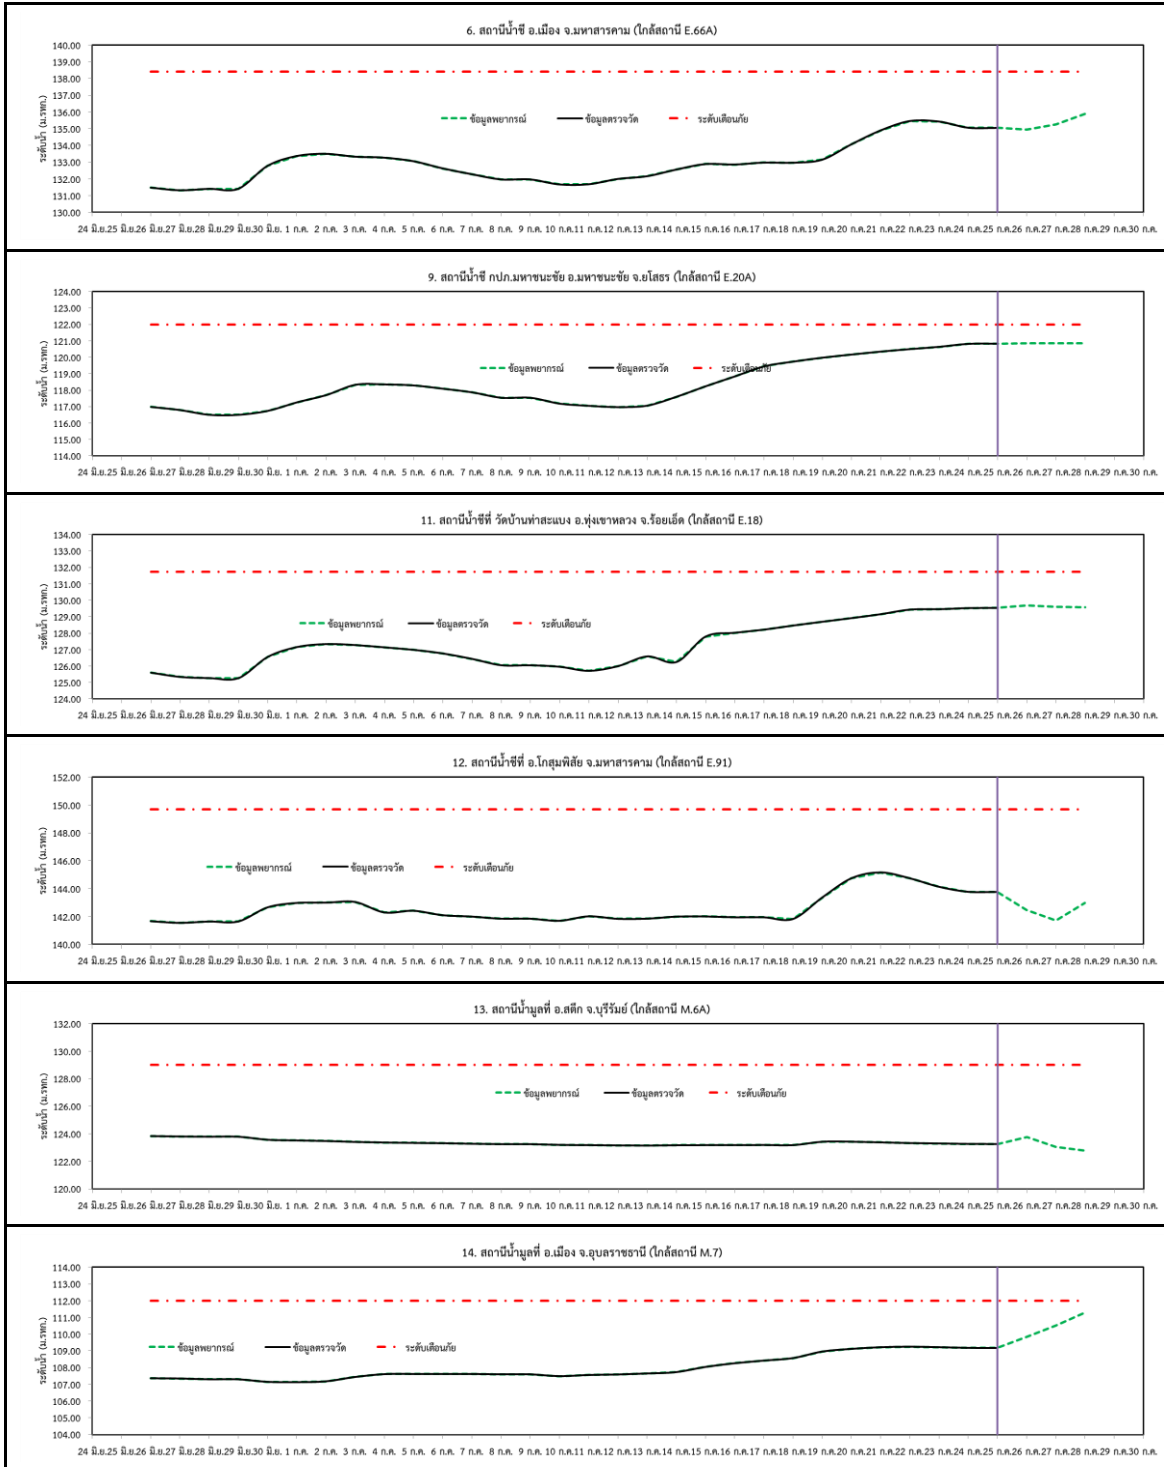 6. สถานีน้ำชี อ.เมือง จ.มหาสารคาม (ใกล้สถานี E.66A)
140.00
139.00
138.00
137.00
136.00
135.00
134.00
133.00
132.00
131.00
130.00
ระดับน้ำ (ม.รทก.)
ข้อมูลพยากรณ์ ข้อมูลตรวจวัด ระดับเตือนภัย
24 มิ.ย.25 มิ.ย.26 มิ.ย.27 มิ.ย.28 มิ.ย.29 มิ.ย.30 มิ.ย. 1 ก.ค. 2 ก.ค. 3 ก.ค. 4 ก.ค. 5 ก.ค. 6 ก.ค. 7 ก.ค. 8 ก.ค. 9 ก.ค. 10 ก.ค.11 ก.ค.12 ก.ค.13 ก.ค.14 ก.ค.15 ก.ค.16 ก.ค.17 ก.ค.18 ก.ค.19 ก.ค.20 ก.ค.21 ก.ค.22 ก.ค.23 ก.ค.24 ก.ค.25 ก.ค.26 ก.ค.27 ก.ค.28 ก.ค.29 ก.ค.30 ก.ค.
9. สถานีน้ำชี กปภ.มหาชนะชัย อ.มหาชนะชัย จ.ยโสธร (ใกล้สถานี E.20A)
124.00
123.00
122.00
121.00
120.00
119.00
118.00
117.00
116.00
115.00
114.00
ระดับน้ำ (ม.รทก.)
ข้อมูลพยากรณ์ ข้อมูลตรวจวัด ระดับเตือนภัย
24 มิ.ย.25 มิ.ย.26 มิ.ย.27 มิ.ย.28 มิ.ย.29 มิ.ย.30 มิ.ย. 1 ก.ค. 2 ก.ค. 3 ก.ค. 4 ก.ค. 5 ก.ค. 6 ก.ค. 7 ก.ค. 8 ก.ค. 9 ก.ค. 10 ก.ค.11 ก.ค.12 ก.ค.13 ก.ค.14 ก.ค.15 ก.ค.16 ก.ค.17 ก.ค.18 ก.ค.19 ก.ค.20 ก.ค.21 ก.ค.22 ก.ค.23 ก.ค.24 ก.ค.25 ก.ค.26 ก.ค.27 ก.ค.28 ก.ค.29 ก.ค.30 ก.ค.
11. สถานีน้ำชีที่ วัดบ้านท่าสะแบง อ.ทุ่งเขาหลวง จ.ร้อยเอ็ด (ใกล้สถานี E.18)
134.00
133.00
132.00
131.00
130.00
129.00
128.00
127.00
126.00
125.00
124.00
ระดับน้ำ (ม.รทก.)
ข้อมูลพยากรณ์ ข้อมูลตรวจวัด ระดับเตือนภัย
24 มิ.ย.25 มิ.ย.26 มิ.ย.27 มิ.ย.28 มิ.ย.29 มิ.ย.30 มิ.ย. 1 ก.ค. 2 ก.ค. 3 ก.ค. 4 ก.ค. 5 ก.ค. 6 ก.ค. 7 ก.ค. 8 ก.ค. 9 ก.ค. 10 ก.ค.11 ก.ค.12 ก.ค.13 ก.ค.14 ก.ค.15 ก.ค.16 ก.ค.17 ก.ค.18 ก.ค.19 ก.ค.20 ก.ค.21 ก.ค.22 ก.ค.23 ก.ค.24 ก.ค.25 ก.ค.26 ก.ค.27 ก.ค.28 ก.ค.29 ก.ค.30 ก.ค.
12. สถานีน้ำชีที่ อ.โกสุมพิสัย จ.มหาสารคาม (ใกล้สถานี E.91)
152.00
150.00
148.00
146.00
144.00
142.00
140.00
ระดับน้ำ (ม.รทก.)
ข้อมูลพยากรณ์ ข้อมูลตรวจวัด ระดับเตือนภัย
24 มิ.ย.25 มิ.ย.26 มิ.ย.27 มิ.ย.28 มิ.ย.29 มิ.ย.30 มิ.ย. 1 ก.ค. 2 ก.ค. 3 ก.ค. 4 ก.ค. 5 ก.ค. 6 ก.ค. 7 ก.ค. 8 ก.ค. 9 ก.ค. 10 ก.ค.11 ก.ค.12 ก.ค.13 ก.ค.14 ก.ค.15 ก.ค.16 ก.ค.17 ก.ค.18 ก.ค.19 ก.ค.20 ก.ค.21 ก.ค.22 ก.ค.23 ก.ค.24 ก.ค.25 ก.ค.26 ก.ค.27 ก.ค.28 ก.ค.29 ก.ค.30 ก.ค.
13. สถานีน้ำมูลที่ อ.สตึก จ.บุรีรัมย์ (ใกล้สถานี M.6A)
132.00
130.00
128.00
126.00
124.00
122.00
120.00
ระดับน้ำ (ม.รทก.)
ข้อมูลพยากรณ์ ข้อมูลตรวจวัด ระดับเตือนภัย
24 มิ.ย.25 มิ.ย.26 มิ.ย.27 มิ.ย.28 มิ.ย.29 มิ.ย.30 มิ.ย. 1 ก.ค. 2 ก.ค. 3 ก.ค. 4 ก.ค. 5 ก.ค. 6 ก.ค. 7 ก.ค. 8 ก.ค. 9 ก.ค. 10 ก.ค.11 ก.ค.12 ก.ค.13 ก.ค.14 ก.ค.15 ก.ค.16 ก.ค.17 ก.ค.18 ก.ค.19 ก.ค.20 ก.ค.21 ก.ค.22 ก.ค.23 ก.ค.24 ก.ค.25 ก.ค.26 ก.ค.27 ก.ค.28 ก.ค.29 ก.ค.30 ก.ค.
14. สถานีน้ำมูลที่ อ.เมือง จ.อุบลราชธานี (ใกล้สถานี M.7)
114.00
113.00
112.00
111.00
110.00
109.00
108.00
107.00
106.00
105.00
104.00
ระดับน้ำ (ม.รทก.)
ข้อมูลพยากรณ์ ข้อมูลตรวจวัด ระดับเตือนภัย
24 มิ.ย.25 มิ.ย.26 มิ.ย.27 มิ.ย.28 มิ.ย.29 มิ.ย.30 มิ.ย. 1 ก.ค. 2 ก.ค. 3 ก.ค. 4 ก.ค. 5 ก.ค. 6 ก.ค. 7 ก.ค. 8 ก.ค. 9 ก.ค. 10 ก.ค.11 ก.ค.12 ก.ค.13 ก.ค.14 ก.ค.15 ก.ค.16 ก.ค.17 ก.ค.18 ก.ค.19 ก.ค.20 ก.ค.21 ก.ค.22 ก.ค.23 ก.ค.24 ก.ค.25 ก.ค.26 ก.ค.27 ก.ค.28 ก.ค.29 ก.ค.30 ก.ค.